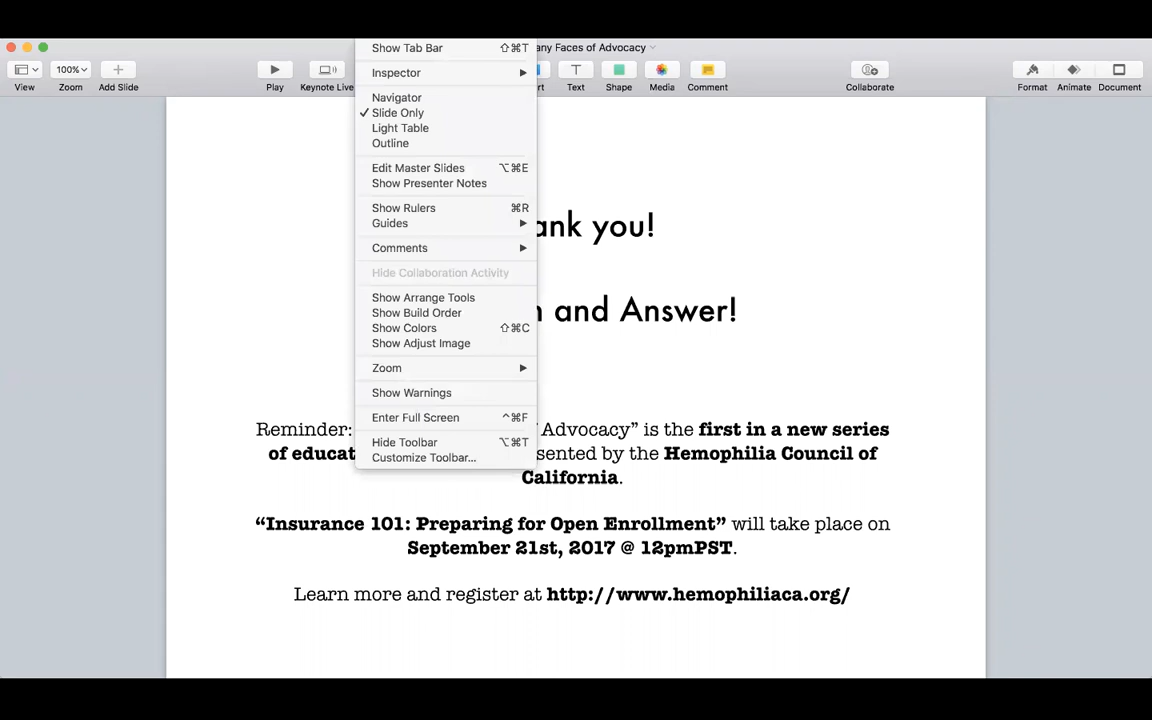 Show Tab Bar ⇧⌘T
any Faces of Advocacy
100%
View
Zoom
Add Slide
Play
Keynote Live
Text
Shape
Media
Comment
Collaborate
Format
Animate
Document
Inspector
Navigator
✓ Slide Only
Light Table
Outline
Edit Master Slides ⌥⌘E
Show Presenter Notes
Show Rulers ⌘R
Guides
Comments
Hide Collaboration Activity
Show Arrange Tools
Show Build Order
Show Colors ⇧⌘C
Show Adjust Image
Zoom
Show Warnings
Enter Full Screen ^⌘F
Hide Toolbar ⌥⌘T
Customize Toolbar...
ank you!
and Answer!
Reminder: Advocacy” is the first in a new series
of educat sented by the Hemophilia Council of
California.
“Insurance 101: Preparing for Open Enrollment” will take place on
September 21st, 2017 @ 12pmPST.
Learn more and register at http://www.hemophiliaca.org/